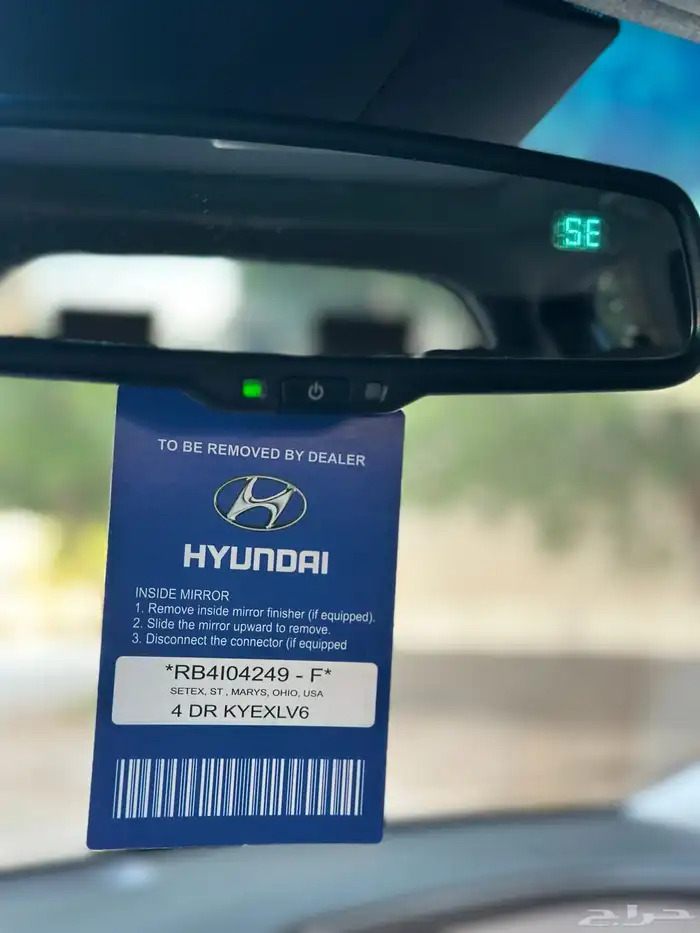 SE
TO BE REMOVED BY DEALER
HYUNDAI
INSIDE MIRROR
1. Remove inside mirror finisher (if equipped).
2. Slide the mirror upward to remove.
3. Disconnect the connector (if equipped
*RB4I04249 - F*
SETEX, ST , MARYS, OHIO, USA
4 DR KYEXLV6
حراج